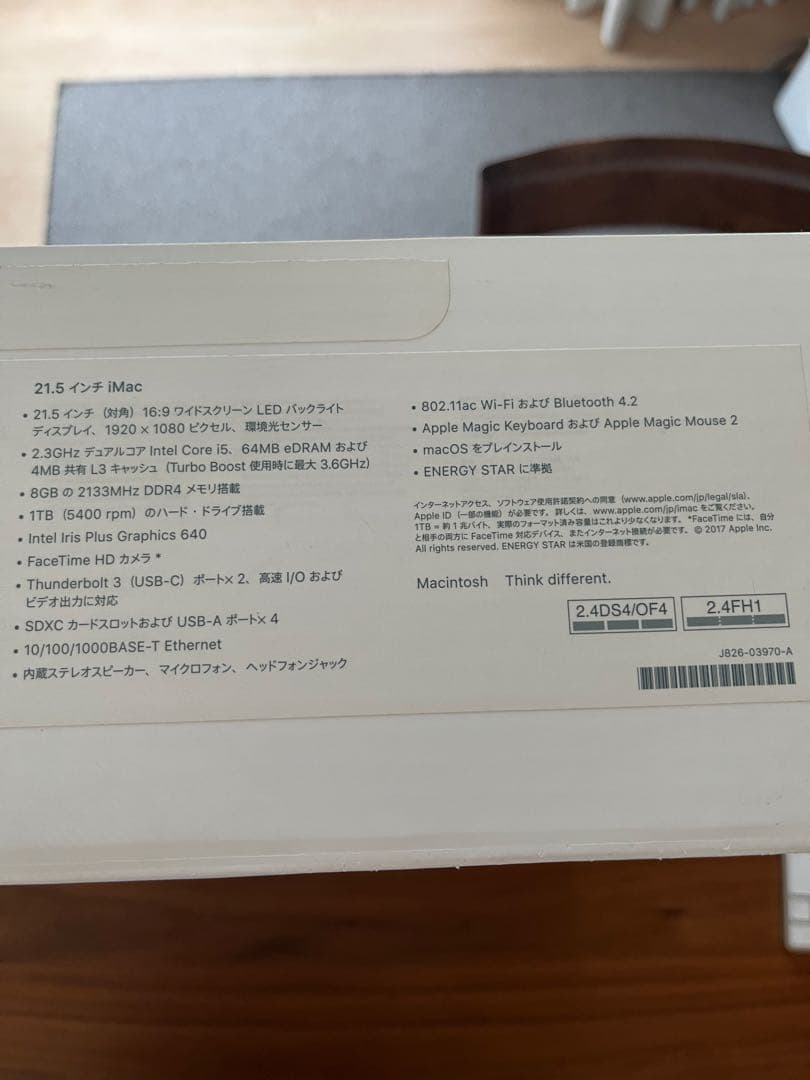 21.5 インチ iMac
• 21.5 インチ（対角）16:9 ワイドスクリーン LED バックライト
ディスプレイ、1920 × 1080 ピクセル、環境光センサー
• 2.3GHz デュアルコア Intel Core i5、64MB eDRAM および
4MB 共有 L3 キャッシュ（Turbo Boost 使用時に最大 3.6GHz）
• 8GB の 2133MHz DDR4 メモリ搭載
• 1TB（5400 rpm）のハード・ドライブ搭載
• Intel Iris Plus Graphics 640
• FaceTime HD カメラ *
• Thunderbolt 3（USB-C）ポート× 2、高速 I/O および
ビデオ出力に対応
• SDXC カードスロットおよび USB-A ポート× 4
• 10/100/1000BASE-T Ethernet
• 内蔵ステレオスピーカー、マイクロフォン、ヘッドフォンジャック
• 802.11ac Wi-Fi および Bluetooth 4.2
• Apple Magic Keyboard および Apple Magic Mouse 2
• macOS をプレインストール
• ENERGY STAR に準拠
インターネットアクセス、ソフトウェア使用許諾契約への同意（www.apple.com/jp/legal/sla）、
Apple ID（一部の機能）が必要です。詳しくは、www.apple.com/jp/imac をご覧ください。
1TB = 約 1 兆バイト、実際のフォーマット済み容量はこれより少なくなります。*FaceTime には、自分
と相手の両方に FaceTime 対応デバイス、またインターネット接続が必要です。© 2017 Apple Inc.
All rights reserved. ENERGY STAR は米国の登録商標です。
Macintosh Think different.
2.4DS4/OF4 2.4FH1
J826-03970-A